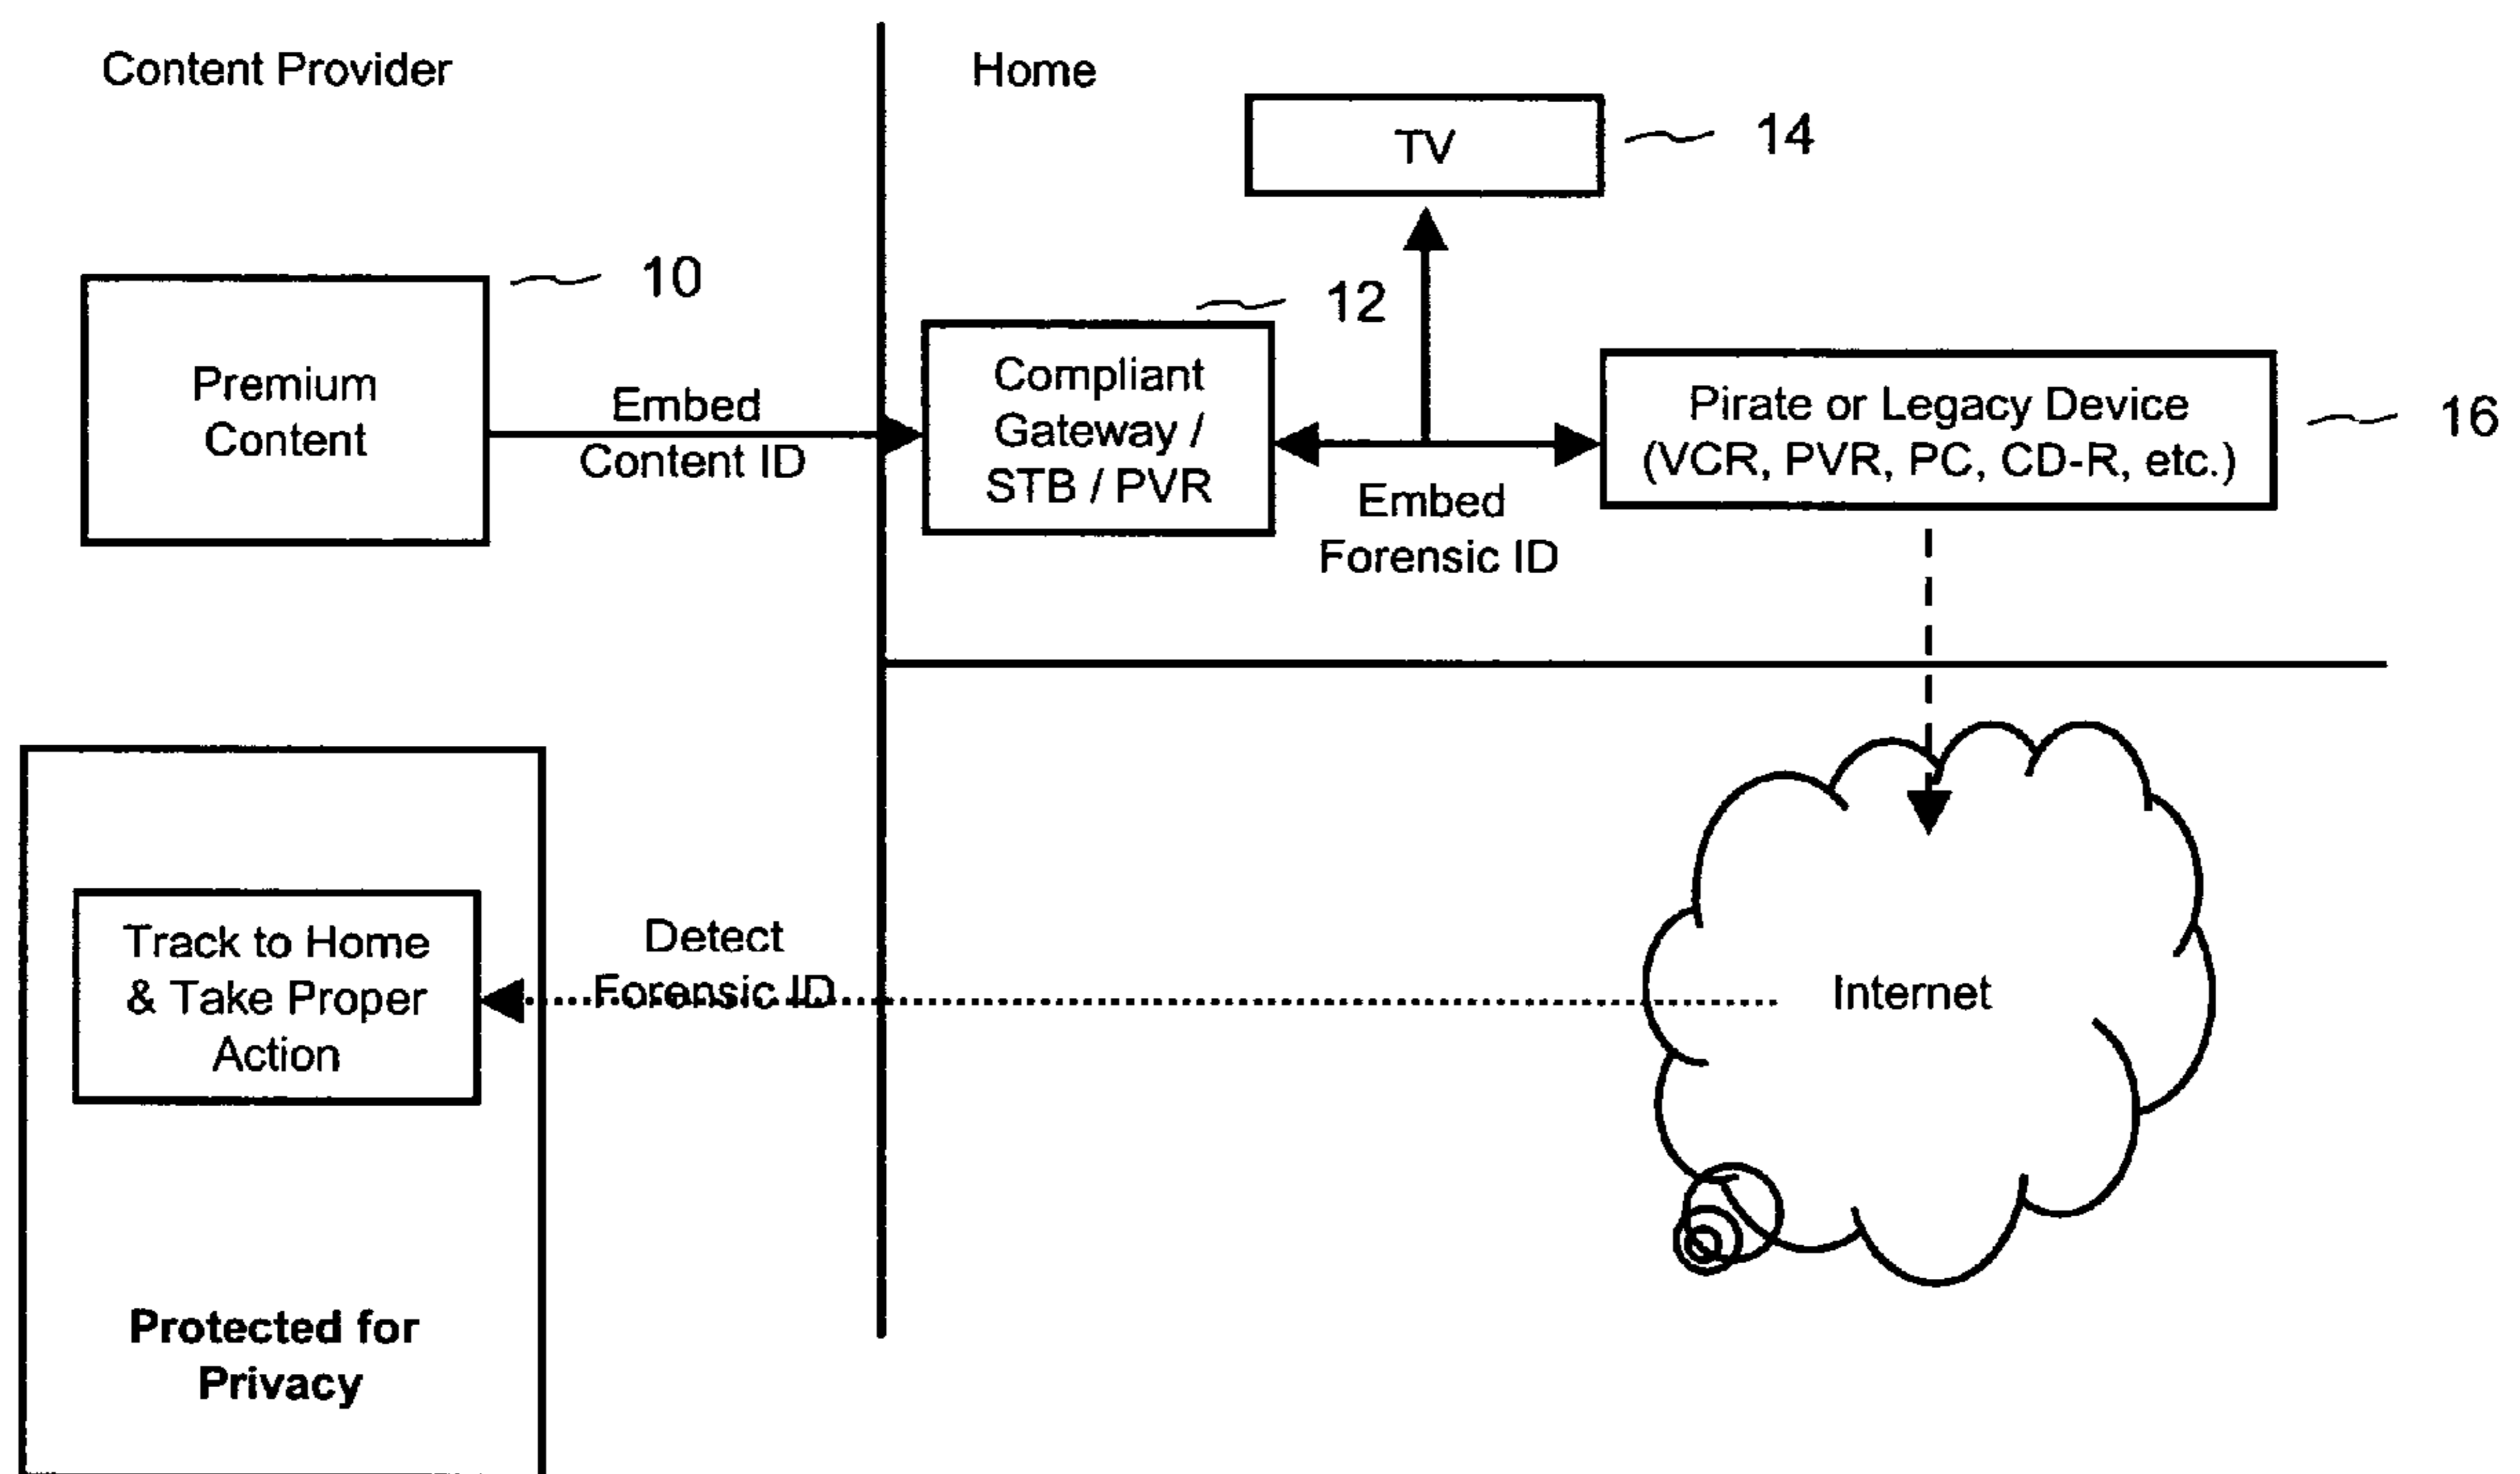 Content Provider
Home
TV
14
10
12
Premium
Content
Embed
Content ID
Compliant
Gateway /
STB / PVR
Embed
Forensic ID
Pirate or Legacy Device
(VCR, PVR, PC, CD-R, etc.)
16
Track to Home
& Take Proper
Action
Detect
Forensic ID
Internet
Protected for
Privacy